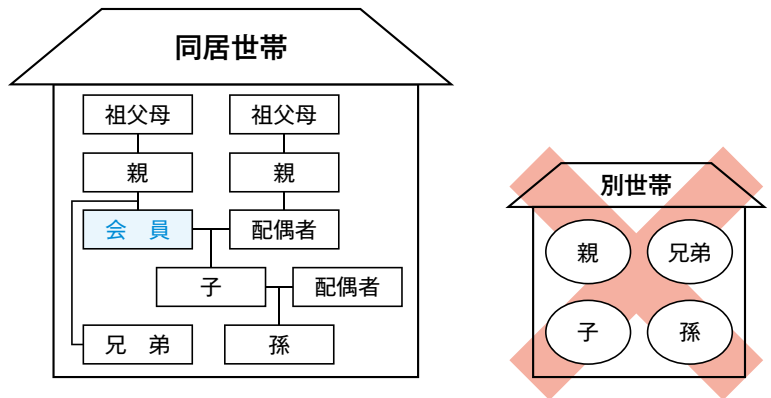 同居世帯
祖父母
祖父母
親
親
会 員
配偶者
子
配偶者
兄 弟
孫
別世帯
親
兄弟
子
孫